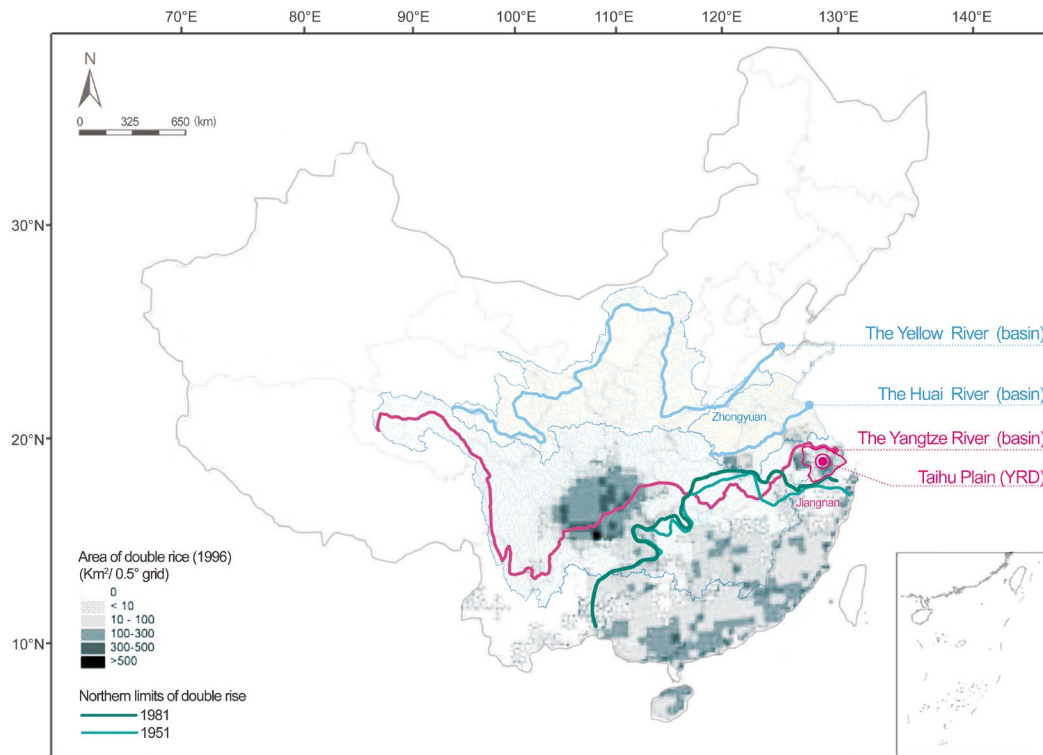 70°E 80°E 90°E 100°E 110°E 120°E 130°E 140°E
N
0 325 650 (km)
30°N
The Yellow River (basin)
Zhongyuan
The Huai River (basin)
20°N
The Yangtze River (basin)
Taihu Plain (YRD)
Jiangnan
Area of double rice (1996)
(Km²/ 0.5° grid)
0
< 10
10 - 100
100-300
300-500
>500
10°N
Northern limits of double rise
1981
1951